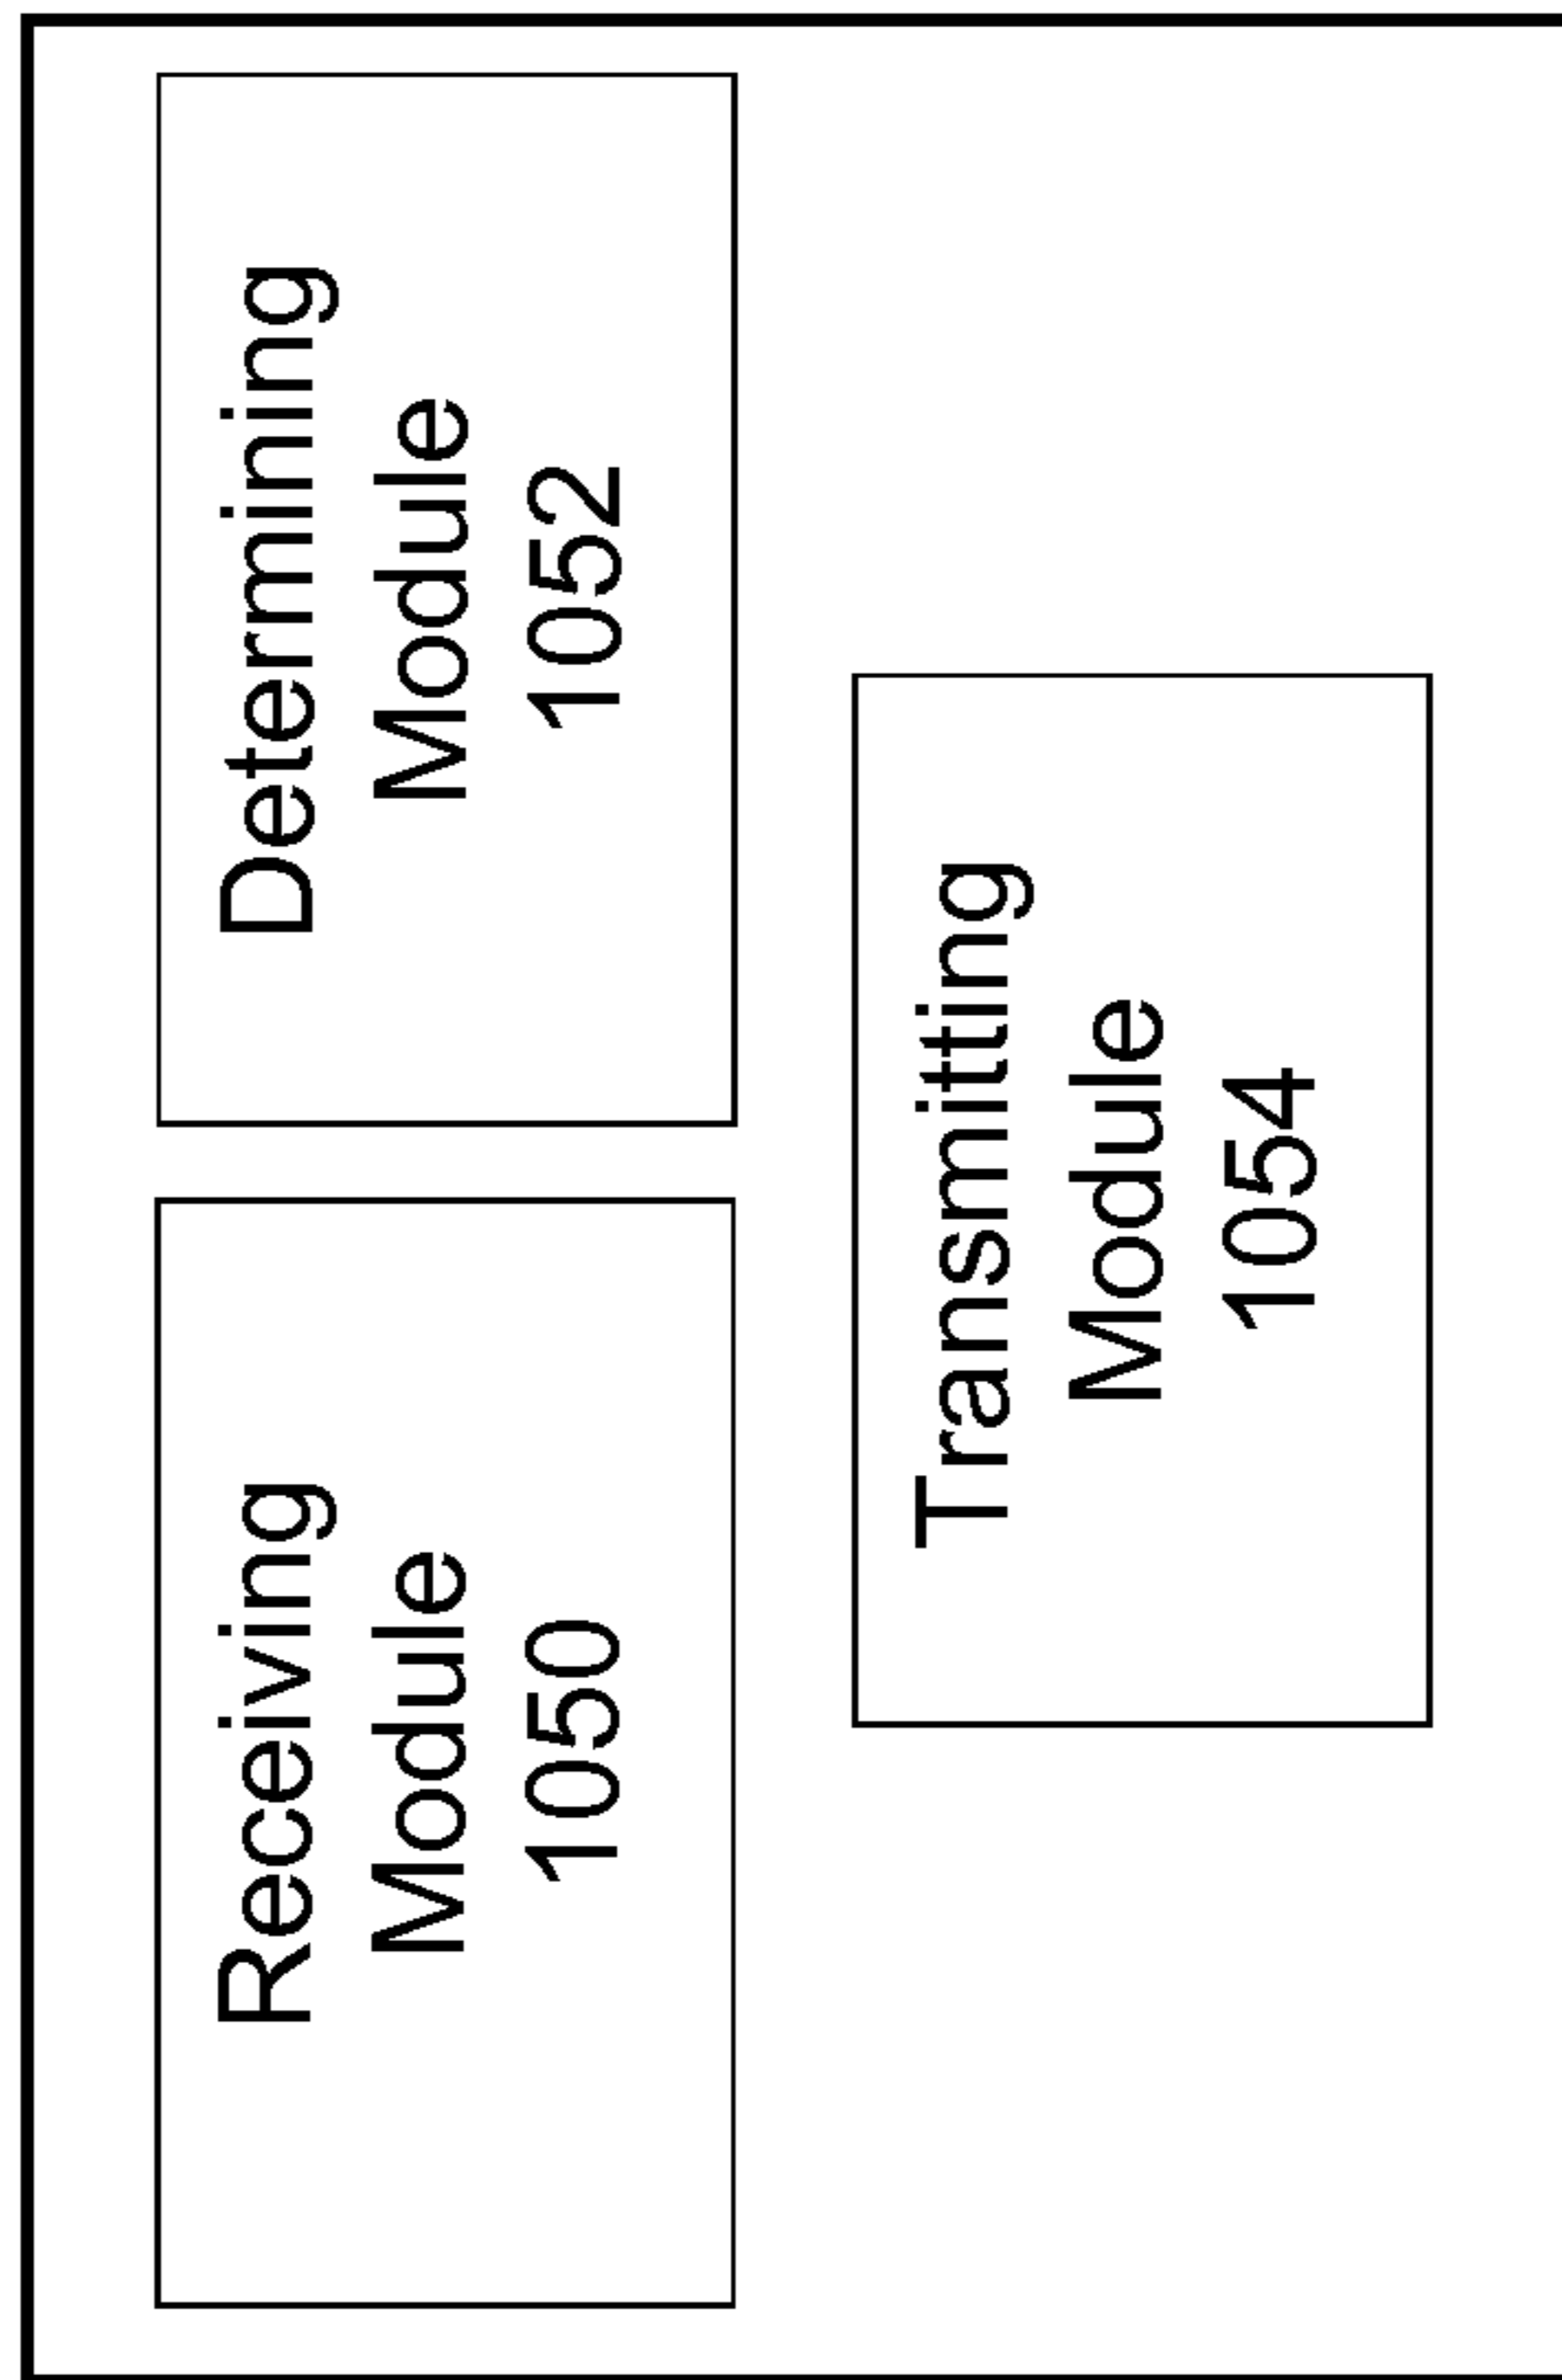 Receiving
Module
1050
Determining
Module
1052
Transmitting
Module
1054